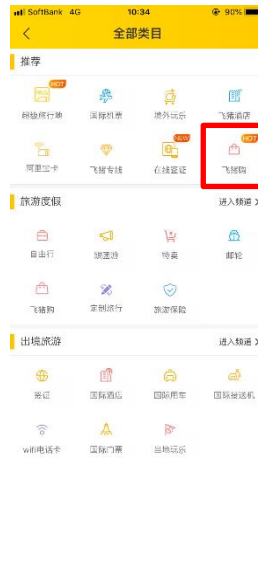 SoftBank 4G 10:34 90%
全部类目
推荐
HOT
超级旅行地 国际机票 境外玩乐 飞猪酒店
NEW HOT
阿里宝卡 飞猪专线 在线签证 飞猪购
旅游度假 进入频道
自由行 跟团游 特卖 邮轮
飞猪购 定制旅行 旅游保险
出境旅游 进入频道
签证 国际酒店 国际用车 国际接送机
wifi电话卡 国际门票 当地玩乐